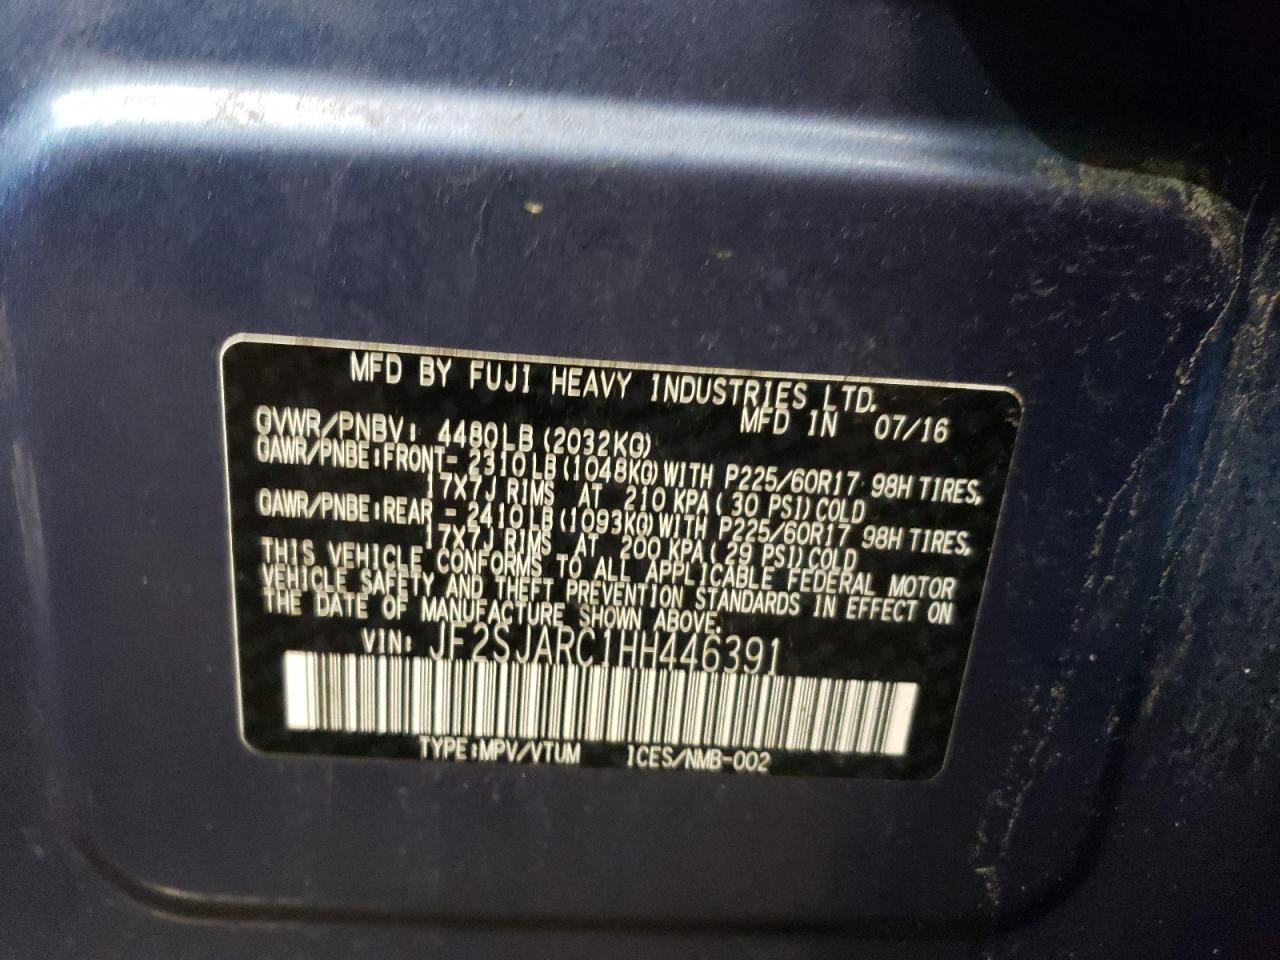 MFD BY FUJI HEAVY INDUSTRIES LTD.
MFD IN 07/16
GVWR/PNBV: 4480LB (2032KG)
GAWR/PNBE:FRONT- 2310LB(1048KG)WITH P225/60R17 98H TIRES,
17X7J RIMS AT 210 KPA(30 PSI)COLD
GAWR/PNBE:REAR - 2410LB(1093KG)WITH P225/60R17 98H TIRES,
17X7J RIMS AT 200 KPA(29 PSI)COLD
THIS VEHICLE CONFORMS TO ALL APPLICABLE FEDERAL MOTOR
VEHICLE SAFETY AND THEFT PREVENTION STANDARDS IN EFFECT ON
THE DATE OF MANUFACTURE SHOWN ABOVE.
VIN: JF2SJARC1HH446391
TYPE:MPV/VTUM ICES/NMB-002